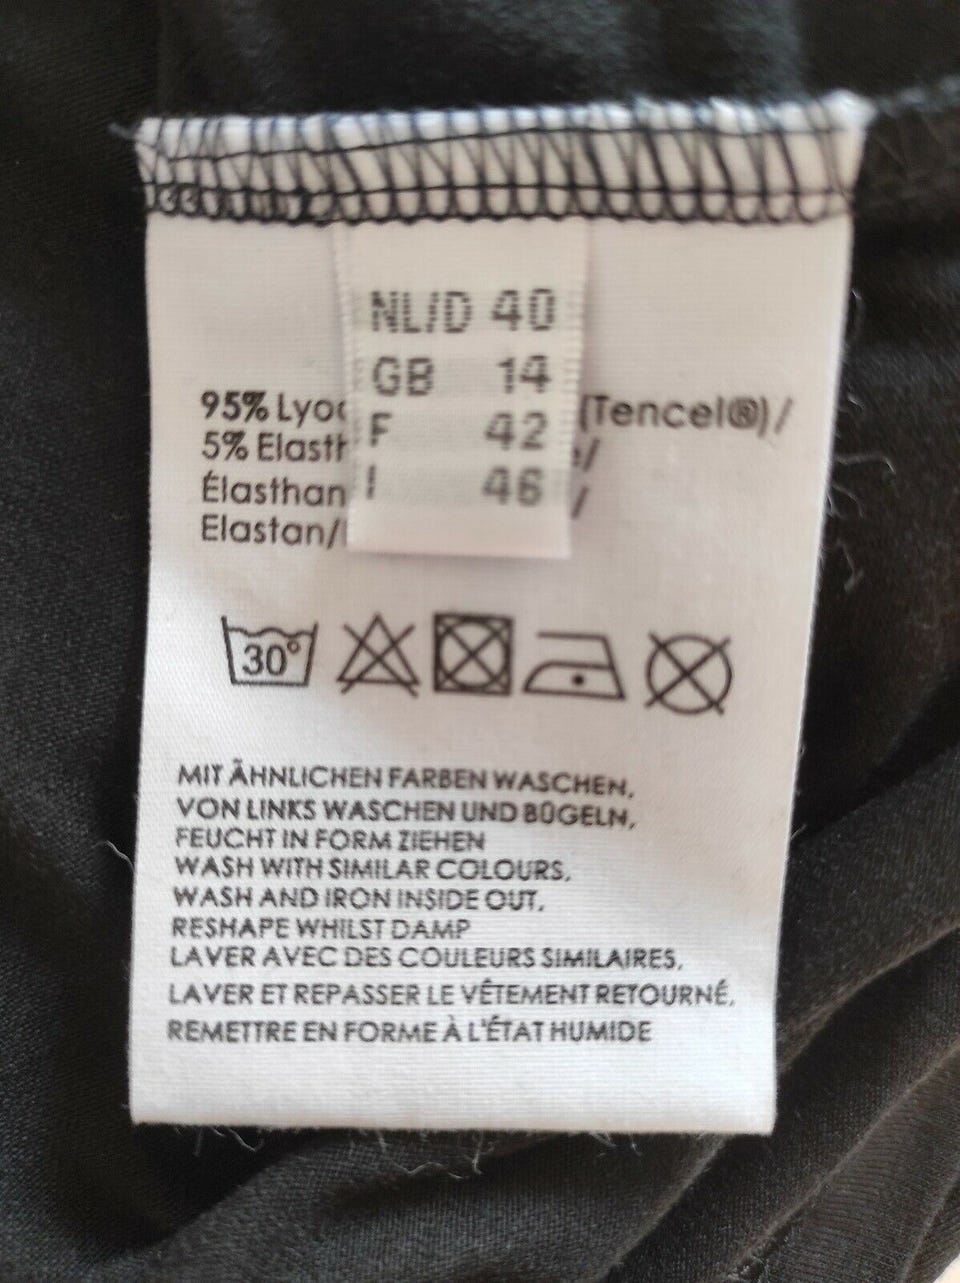 NL/D 40
GB 14
F 42
I 46
95% (Tencel®)/
5%
Élasthan
Elastan/
30°
MIT ÄHNLICHEN FARBEN WASCHEN,
VON LINKS WASCHEN UND BÜGELN,
FEUCHT IN FORM ZIEHEN
WASH WITH SIMILAR COLOURS,
WASH AND IRON INSIDE OUT,
RESHAPE WHILST DAMP
LAVER AVEC DES COULEURS SIMILAIRES,
LAVER ET REPASSER LE VÊTEMENT RETOURNÉ,
REMETTRE EN FORME À L'ÉTAT HUMIDE